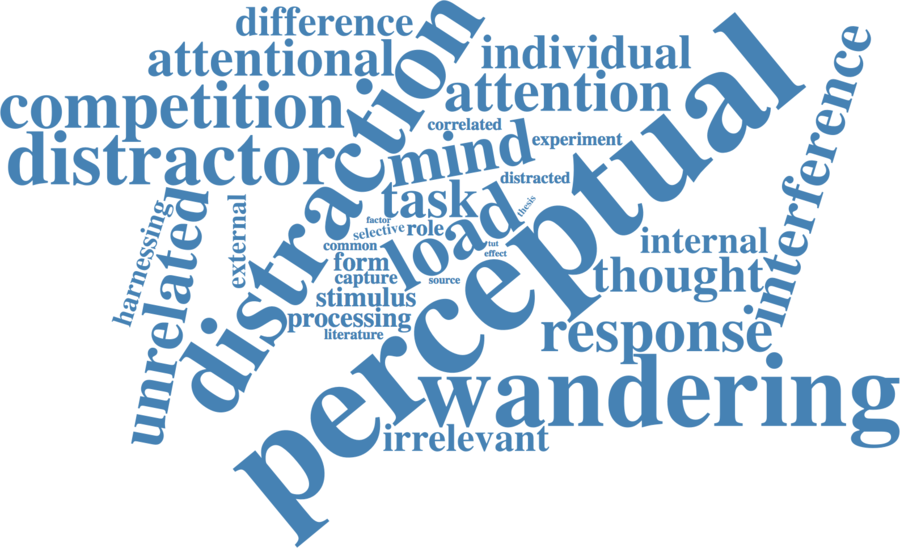 difference
attentional
individual
competition
attention
distractor
distraction
correlated
mind
experiment
perceptual
interference
distracted
task
load
thesis
harnessing
unrelated
external
factor
selective
role
common
tut
effect
internal
form
capture
source
thought
stimulus
processing
literature
response
wandering
irrelevant